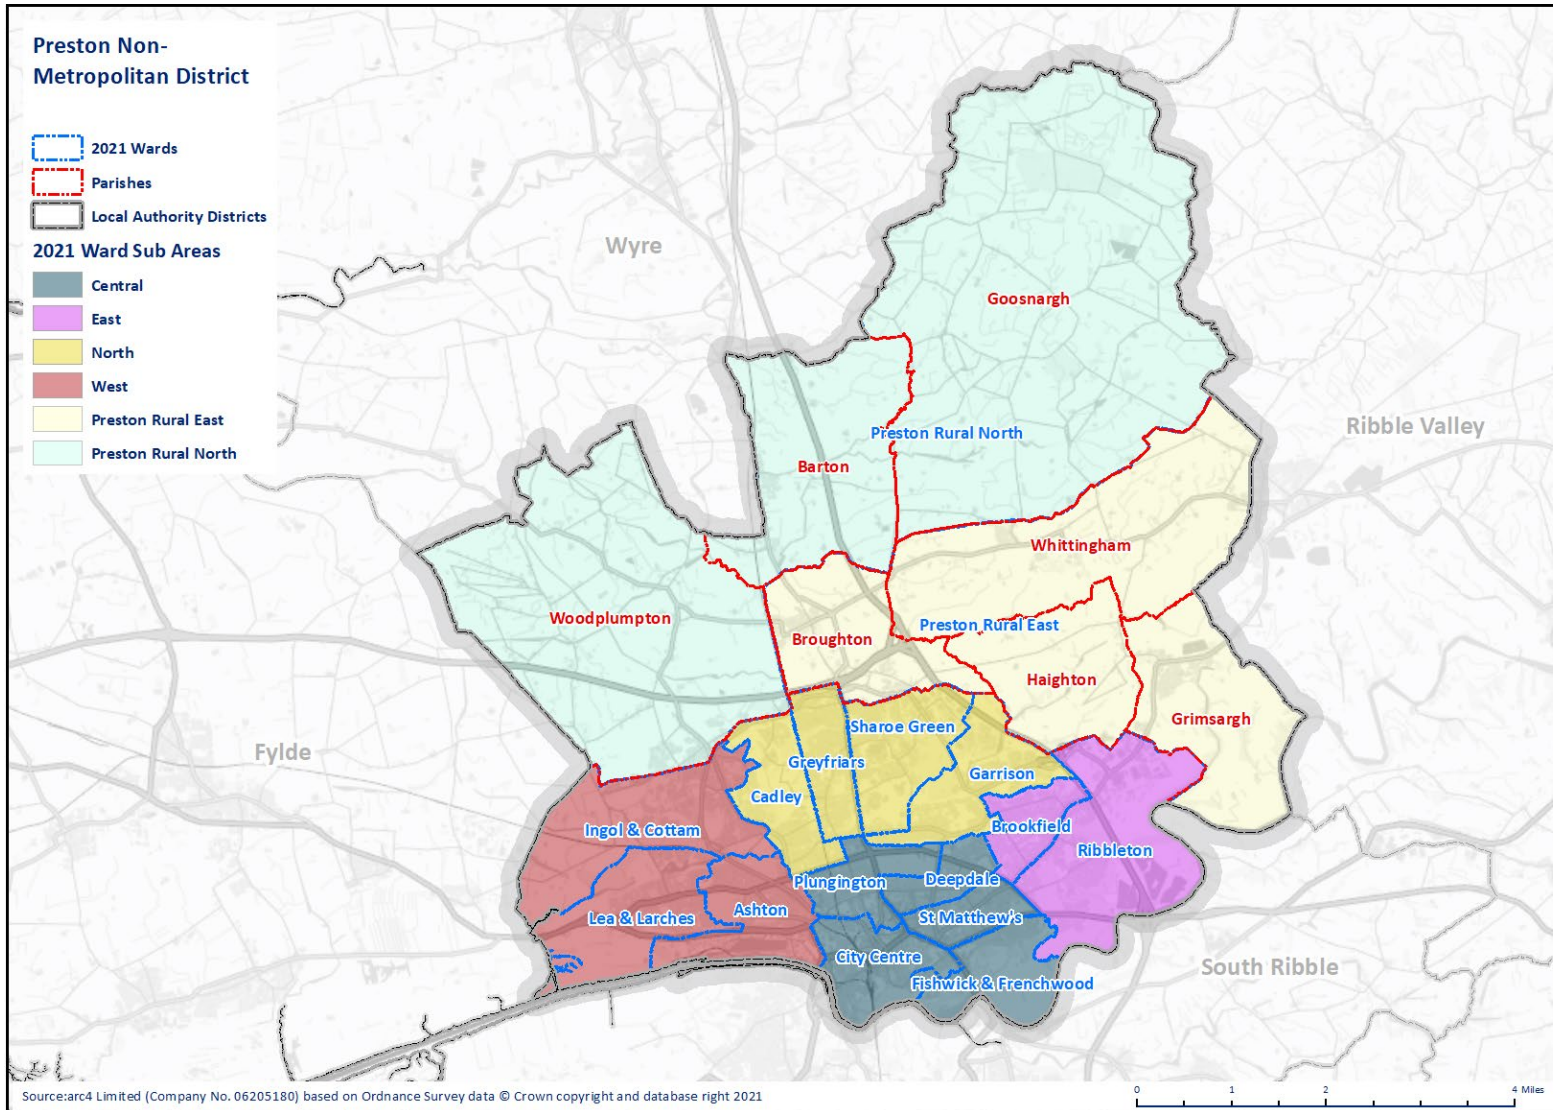 Preston Non-
Metropolitan District
2021 Wards
Parishes
Local Authority Districts
2021 Ward Sub Areas
Central
East
North
West
Preston Rural East
Preston Rural North
Wyre
Goosnargh
Ribble Valley
Preston Rural North
Barton
Whittingham
Woodplumpton
Preston Rural East
Broughton
Haighton
Grimsargh
Sharoe Green
Fylde
Greyfriars
Garrison
Cadley
Ingol & Cottam
Brookfield
Ribbleton
Plungington
Deepdale
Ashton
Lea & Larches
St Matthew's
City Centre
South Ribble
Fishwick & Frenchwood
Source:arc4 Limited (Company No. 06205180) based on Ordnance Survey data © Crown copyright and database right 2021
0 1 2 4 Miles